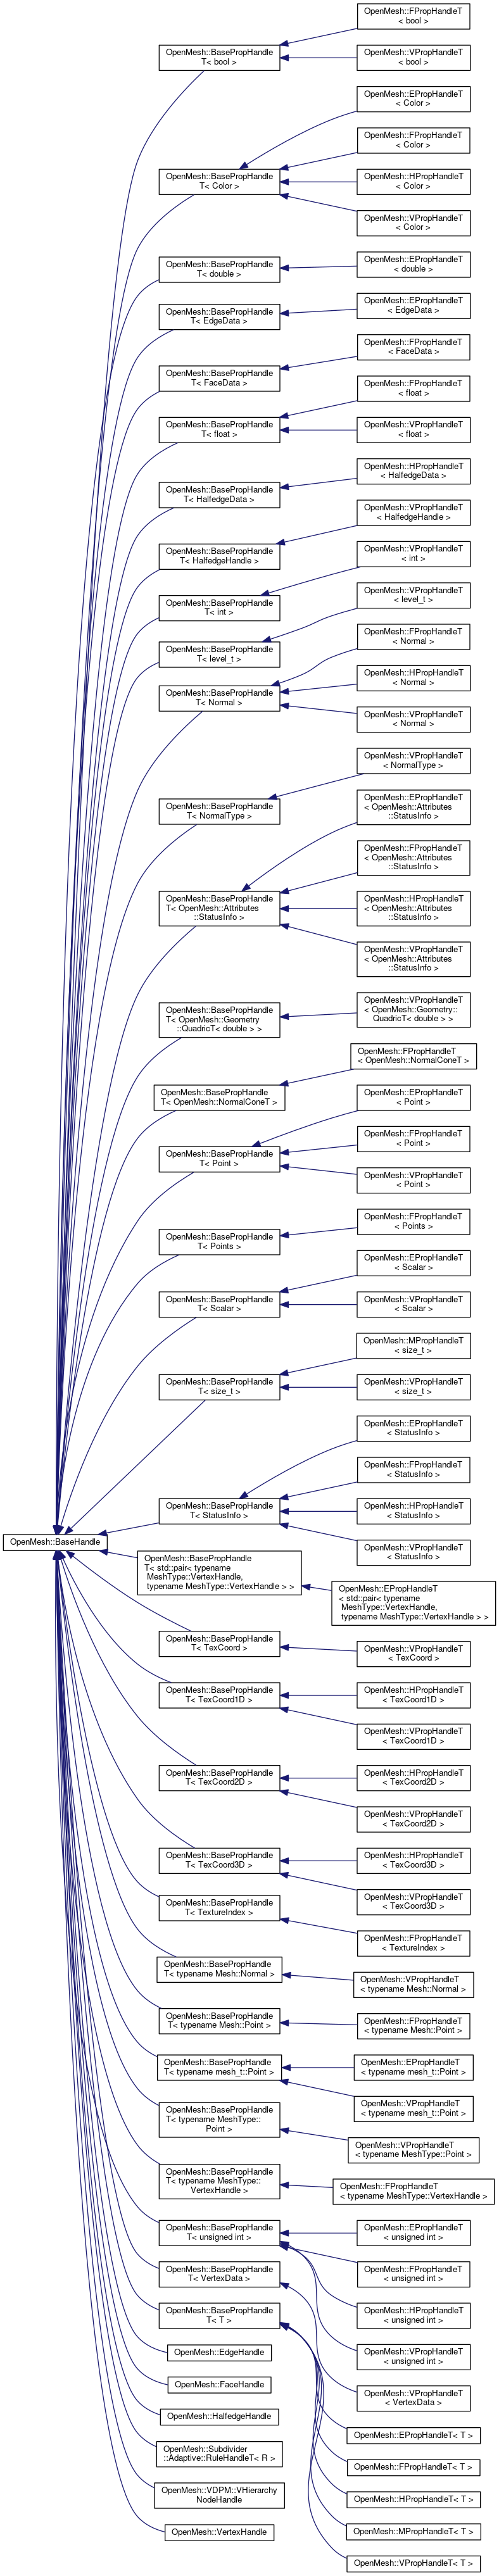 OpenMesh::BaseHandle
OpenMesh::BasePropHandle
T< bool >
OpenMesh::FPropHandleT
< bool >
OpenMesh::VPropHandleT
< bool >
OpenMesh::BasePropHandle
T< Color >
OpenMesh::EPropHandleT
< Color >
OpenMesh::FPropHandleT
< Color >
OpenMesh::HPropHandleT
< Color >
OpenMesh::VPropHandleT
< Color >
OpenMesh::BasePropHandle
T< double >
OpenMesh::EPropHandleT
< double >
OpenMesh::BasePropHandle
T< EdgeData >
OpenMesh::EPropHandleT
< EdgeData >
OpenMesh::BasePropHandle
T< FaceData >
OpenMesh::FPropHandleT
< FaceData >
OpenMesh::BasePropHandle
T< float >
OpenMesh::FPropHandleT
< float >
OpenMesh::VPropHandleT
< float >
OpenMesh::BasePropHandle
T< HalfedgeData >
OpenMesh::HPropHandleT
< HalfedgeData >
OpenMesh::BasePropHandle
T< HalfedgeHandle >
OpenMesh::VPropHandleT
< HalfedgeHandle >
OpenMesh::BasePropHandle
T< int >
OpenMesh::VPropHandleT
< int >
OpenMesh::BasePropHandle
T< level_t >
OpenMesh::VPropHandleT
< level_t >
OpenMesh::BasePropHandle
T< Normal >
OpenMesh::FPropHandleT
< Normal >
OpenMesh::HPropHandleT
< Normal >
OpenMesh::VPropHandleT
< Normal >
OpenMesh::BasePropHandle
T< NormalType >
OpenMesh::VPropHandleT
< NormalType >
OpenMesh::BasePropHandle
T< OpenMesh::Attributes
::StatusInfo >
OpenMesh::EPropHandleT
< OpenMesh::Attributes
::StatusInfo >
OpenMesh::FPropHandleT
< OpenMesh::Attributes
::StatusInfo >
OpenMesh::HPropHandleT
< OpenMesh::Attributes
::StatusInfo >
OpenMesh::VPropHandleT
< OpenMesh::Attributes
::StatusInfo >
OpenMesh::BasePropHandle
T< OpenMesh::Geometry
::QuadricT< double > >
OpenMesh::VPropHandleT
< OpenMesh::Geometry::
QuadricT< double > >
OpenMesh::BasePropHandle
T< OpenMesh::NormalConeT >
OpenMesh::FPropHandleT
< OpenMesh::NormalConeT >
OpenMesh::BasePropHandle
T< Point >
OpenMesh::EPropHandleT
< Point >
OpenMesh::FPropHandleT
< Point >
OpenMesh::VPropHandleT
< Point >
OpenMesh::BasePropHandle
T< Points >
OpenMesh::FPropHandleT
< Points >
OpenMesh::BasePropHandle
T< Scalar >
OpenMesh::EPropHandleT
< Scalar >
OpenMesh::VPropHandleT
< Scalar >
OpenMesh::BasePropHandle
T< size_t >
OpenMesh::MPropHandleT
< size_t >
OpenMesh::VPropHandleT
< size_t >
OpenMesh::BasePropHandle
T< StatusInfo >
OpenMesh::EPropHandleT
< StatusInfo >
OpenMesh::FPropHandleT
< StatusInfo >
OpenMesh::HPropHandleT
< StatusInfo >
OpenMesh::VPropHandleT
< StatusInfo >
OpenMesh::BasePropHandle
T< std::pair< typename
MeshType::VertexHandle,
typename MeshType::VertexHandle > >
OpenMesh::EPropHandleT
< std::pair< typename
MeshType::VertexHandle,
typename MeshType::VertexHandle > >
OpenMesh::BasePropHandle
T< TexCoord >
OpenMesh::VPropHandleT
< TexCoord >
OpenMesh::BasePropHandle
T< TexCoord1D >
OpenMesh::HPropHandleT
< TexCoord1D >
OpenMesh::VPropHandleT
< TexCoord1D >
OpenMesh::BasePropHandle
T< TexCoord2D >
OpenMesh::HPropHandleT
< TexCoord2D >
OpenMesh::VPropHandleT
< TexCoord2D >
OpenMesh::BasePropHandle
T< TexCoord3D >
OpenMesh::HPropHandleT
< TexCoord3D >
OpenMesh::VPropHandleT
< TexCoord3D >
OpenMesh::BasePropHandle
T< TextureIndex >
OpenMesh::FPropHandleT
< TextureIndex >
OpenMesh::BasePropHandle
T< typename Mesh::Normal >
OpenMesh::VPropHandleT
< typename Mesh::Normal >
OpenMesh::BasePropHandle
T< typename Mesh::Point >
OpenMesh::FPropHandleT
< typename Mesh::Point >
OpenMesh::BasePropHandle
T< typename mesh_t::Point >
OpenMesh::EPropHandleT
< typename mesh_t::Point >
OpenMesh::VPropHandleT
< typename mesh_t::Point >
OpenMesh::BasePropHandle
T< typename MeshType::
Point >
OpenMesh::VPropHandleT
< typename MeshType::Point >
OpenMesh::BasePropHandle
T< typename MeshType::
VertexHandle >
OpenMesh::FPropHandleT
< typename MeshType::VertexHandle >
OpenMesh::BasePropHandle
T< unsigned int >
OpenMesh::EPropHandleT
< unsigned int >
OpenMesh::FPropHandleT
< unsigned int >
OpenMesh::HPropHandleT
< unsigned int >
OpenMesh::VPropHandleT
< unsigned int >
OpenMesh::BasePropHandle
T< VertexData >
OpenMesh::VPropHandleT
< VertexData >
OpenMesh::BasePropHandle
T< T >
OpenMesh::EPropHandleT< T >
OpenMesh::FPropHandleT< T >
OpenMesh::HPropHandleT< T >
OpenMesh::MPropHandleT< T >
OpenMesh::VPropHandleT< T >
OpenMesh::EdgeHandle
OpenMesh::FaceHandle
OpenMesh::HalfedgeHandle
OpenMesh::Subdivider
::Adaptive::RuleHandleT< R >
OpenMesh::VDPM::VHierarchy
NodeHandle
OpenMesh::VertexHandle